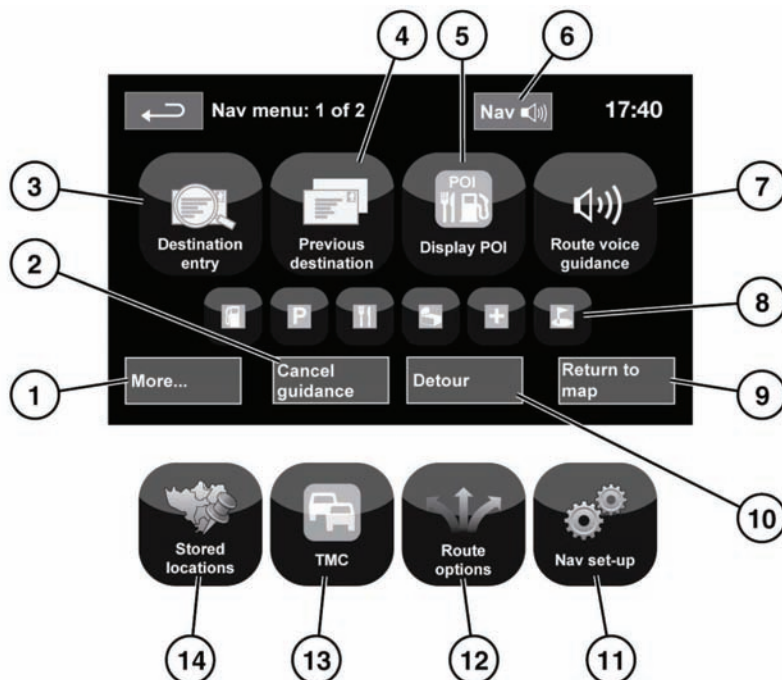 4
5
6
Nav menu: 1 of 2
Nav
17:40
3
7
POI
Destination
entry
Previous
destination
Display POI
Route voice
guidance
2
8
P
More...
Cancel
guidance
Detour
Return to
map
1
9
10
Stored
locations
TMC
Route
options
Nav set-up
14
13
12
11